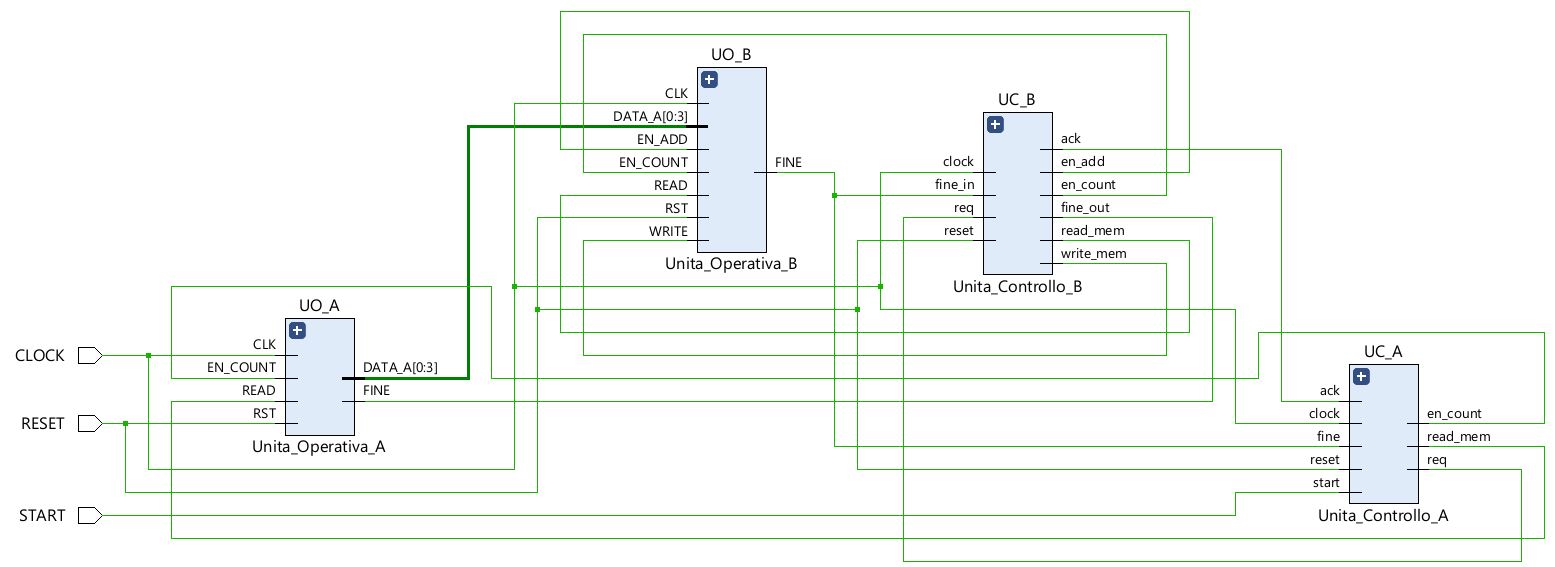 UO_B
CLK
DATA_A[0:3]
EN_ADD
EN_COUNT
READ
RST
WRITE
FINE
Unita_Operativa_B
UC_B
clock
fine_in
req
reset
ack
en_add
en_count
fine_out
read_mem
write_mem
Unita_Controllo_B
UO_A
CLK
EN_COUNT
READ
RST
DATA_A[0:3]
FINE
Unita_Operativa_A
CLOCK
RESET
START
UC_A
ack
clock
fine
reset
start
en_count
read_mem
req
Unita_Controllo_A